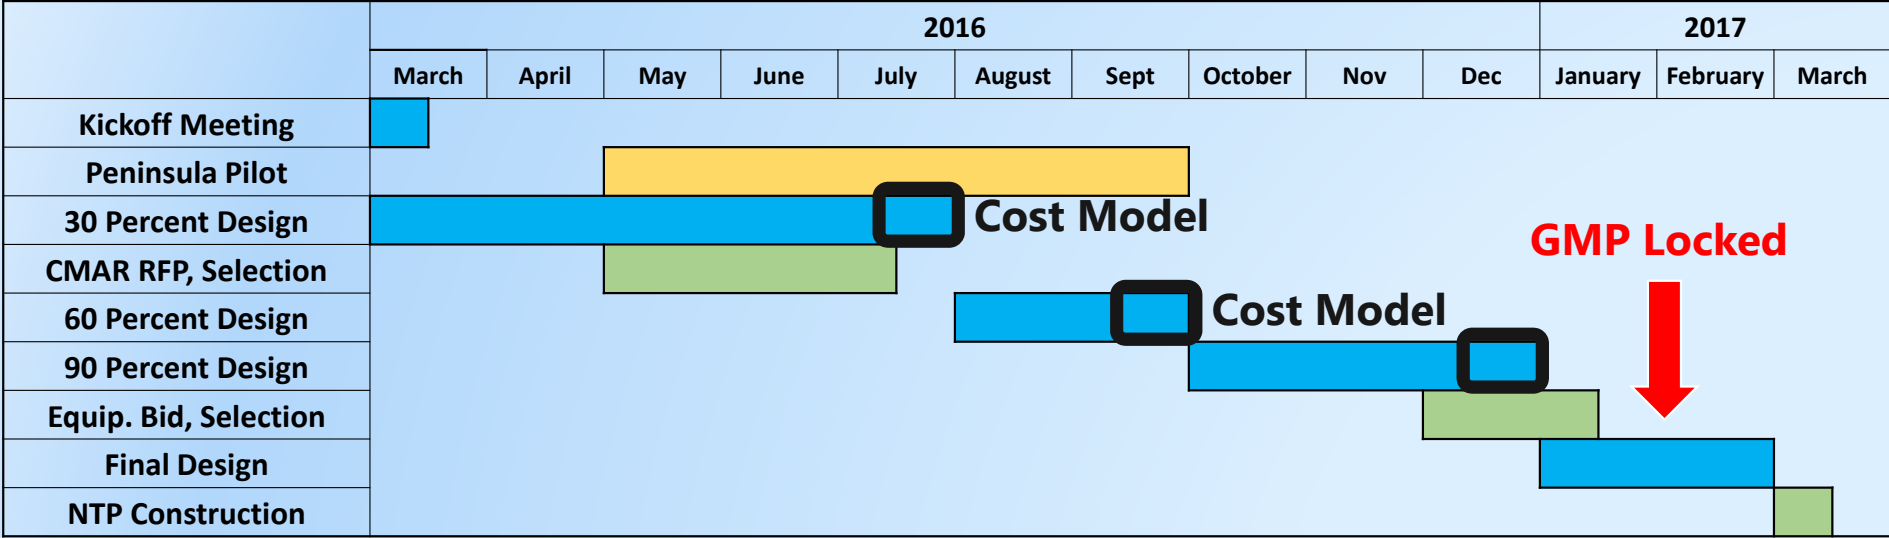 2016 2017
March April May June July August Sept October Nov Dec January February March
Kickoff Meeting
Peninsula Pilot
30 Percent Design Cost Model
GMP Locked
CMAR RFP, Selection
60 Percent Design Cost Model
90 Percent Design
Equip. Bid, Selection
Final Design
NTP Construction